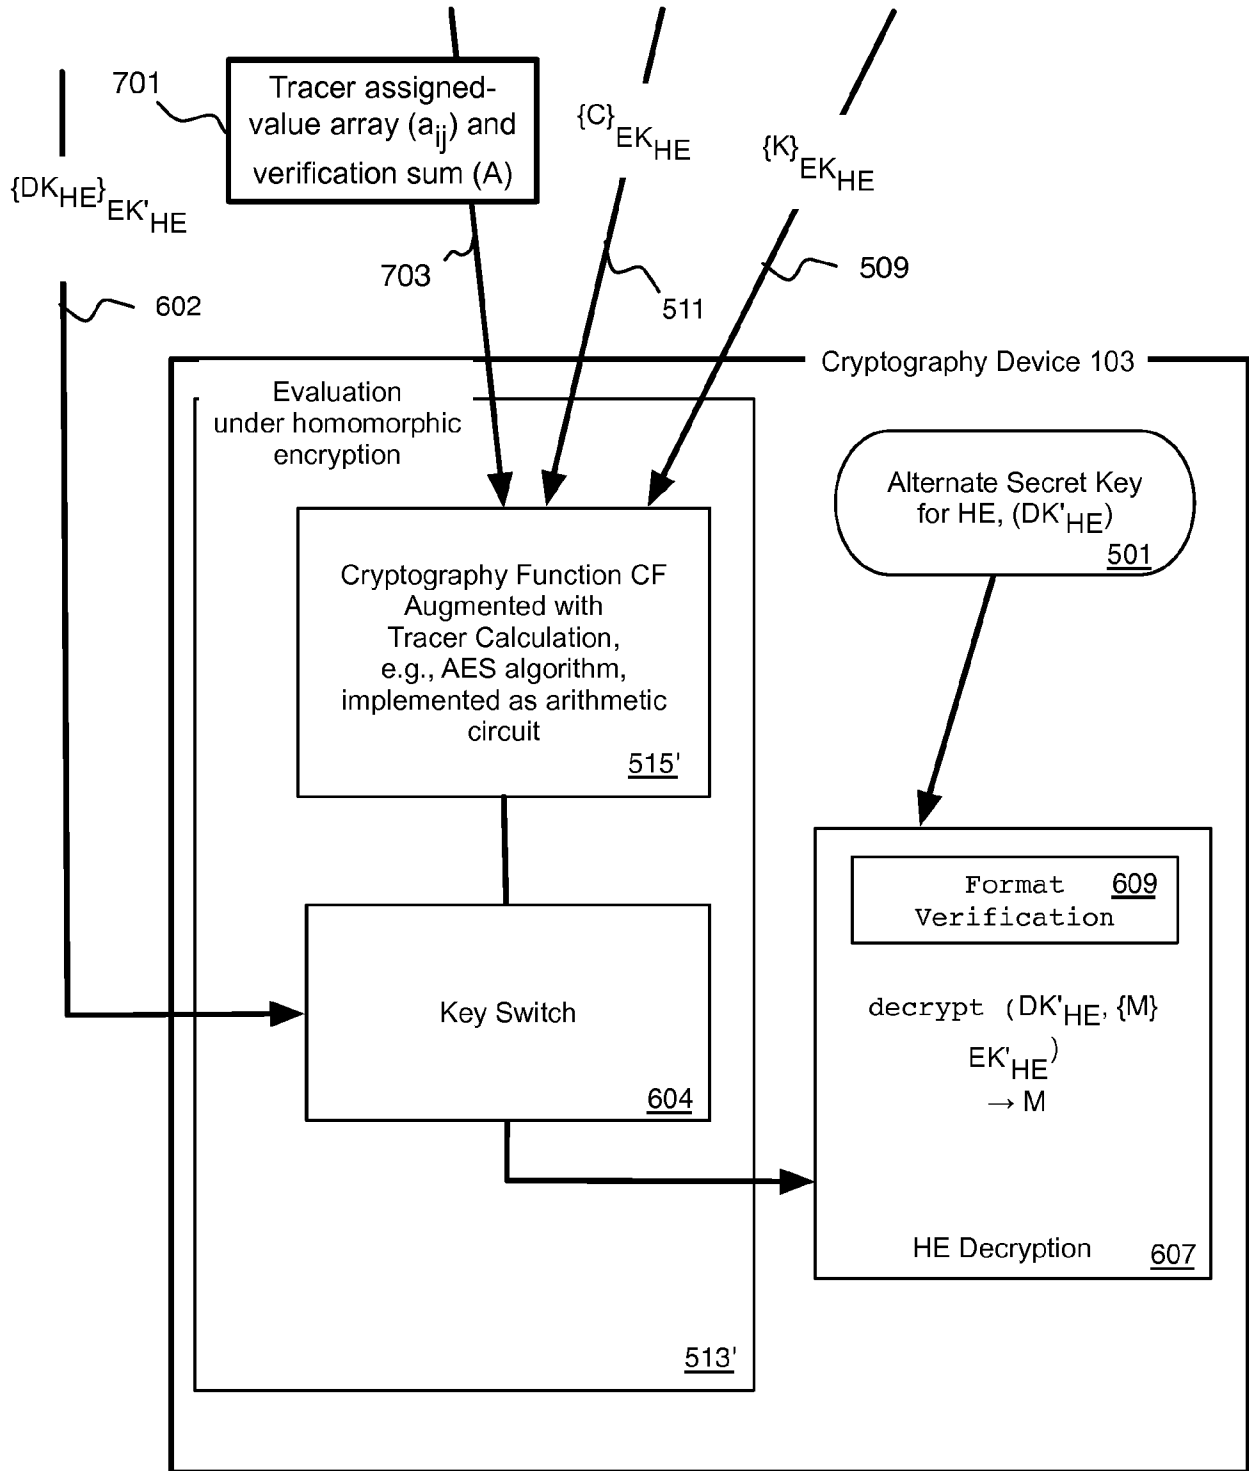 701
Tracer assigned-
value array (aij) and
verification sum (A)
{C}EKHE
{K}EKHE
{DKHE}EK'HE
703
509
602
511
Cryptography Device 103
Evaluation
under homomorphic
encryption
Alternate Secret Key
for HE, (DK'HE)
501
Cryptography Function CF
Augmented with
Tracer Calculation,
e.g., AES algorithm,
implemented as arithmetic
circuit
515'
Format 609
Verification
Key Switch
604
decrypt (DK'HE, {M}
EK'HE)
→ M
HE Decryption
607
513'